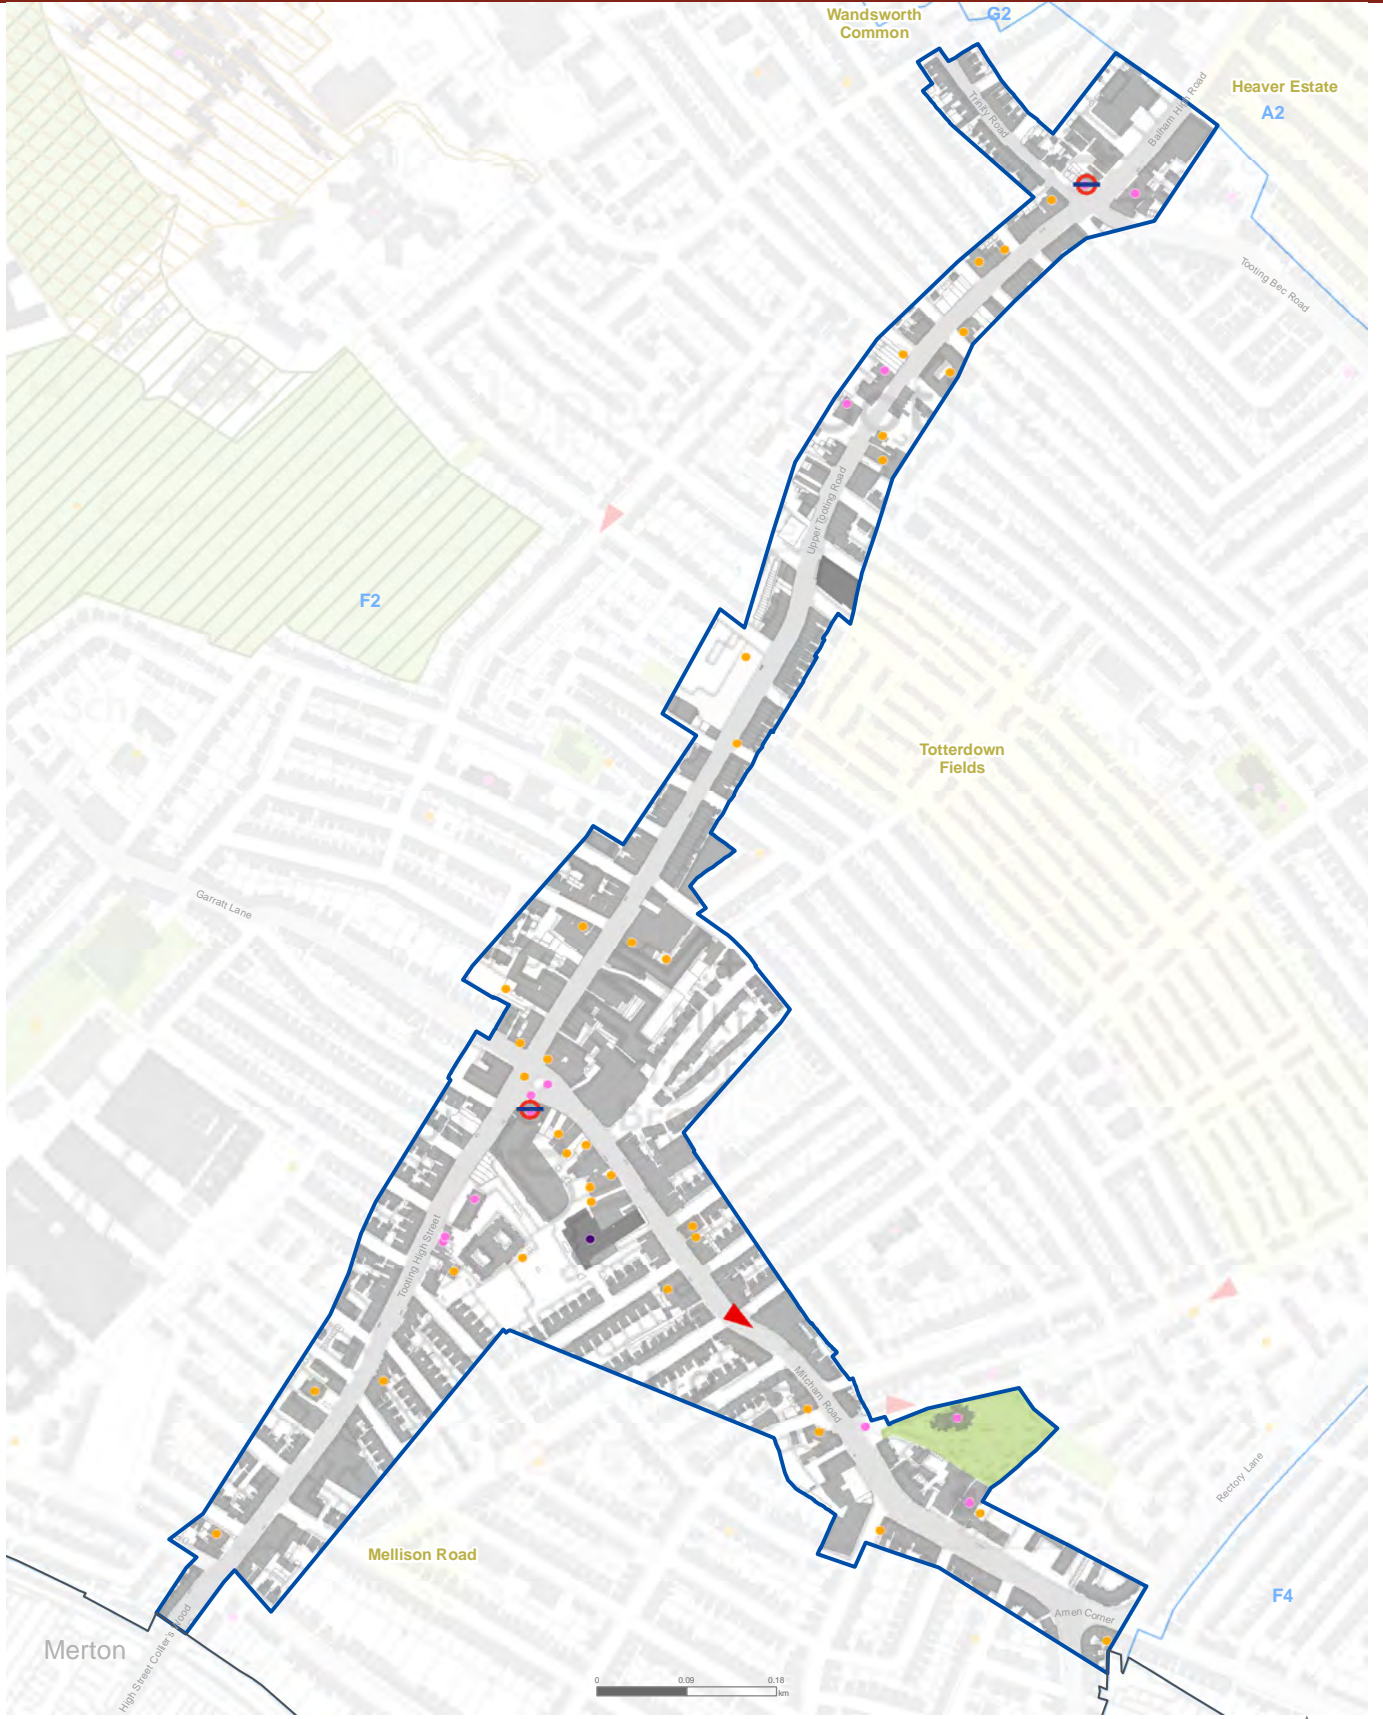 Wandsworth
Common
G2
Heaver Estate
A2
Trinity Road
Balham High Road
Tooting Bec Road
Upper Tooting Road
F2
Totterdown
Fields
Garratt Lane
Tooting High Street
Mitcham Road
Rectory Lane
Mellison Road
F4
Amen Corner
Merton
High Street Collier's Wood
0
0.09
0.18
km